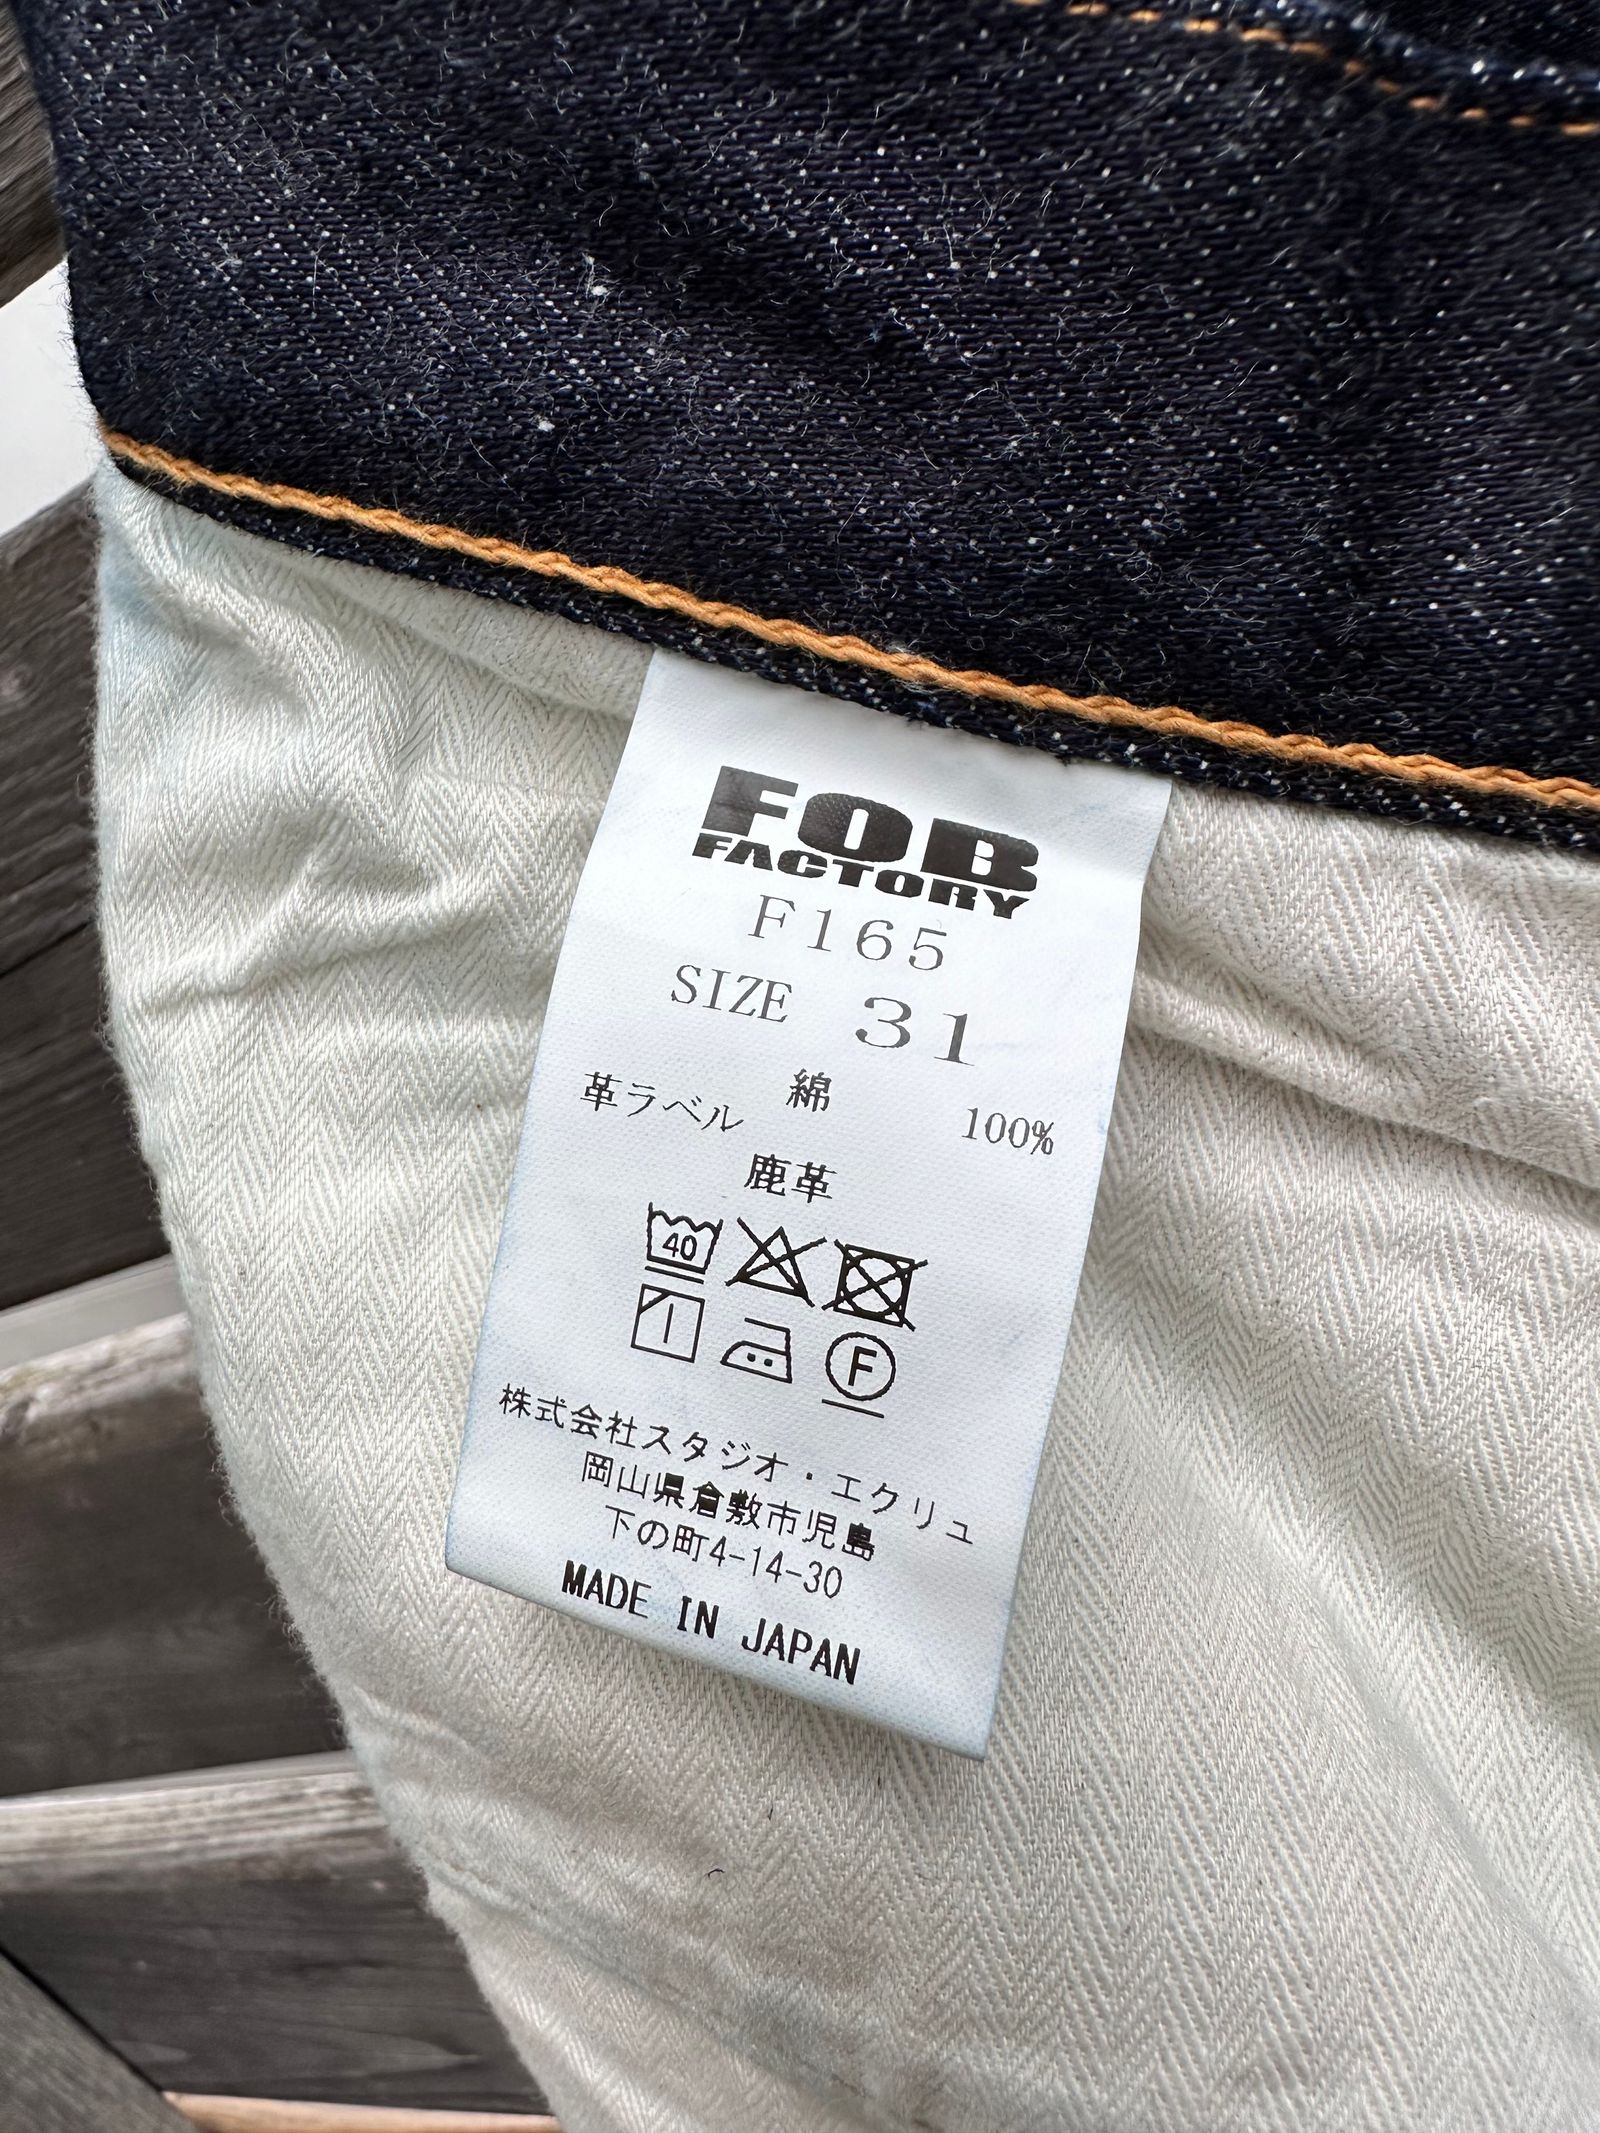 FOB
FACTORY
F165
SIZE 31
綿 100%
革ラベル
鹿革
40
F
株式会社スタジオ・エクリュ
岡山県倉敷市児島
下の町4-14-30
MADE IN JAPAN